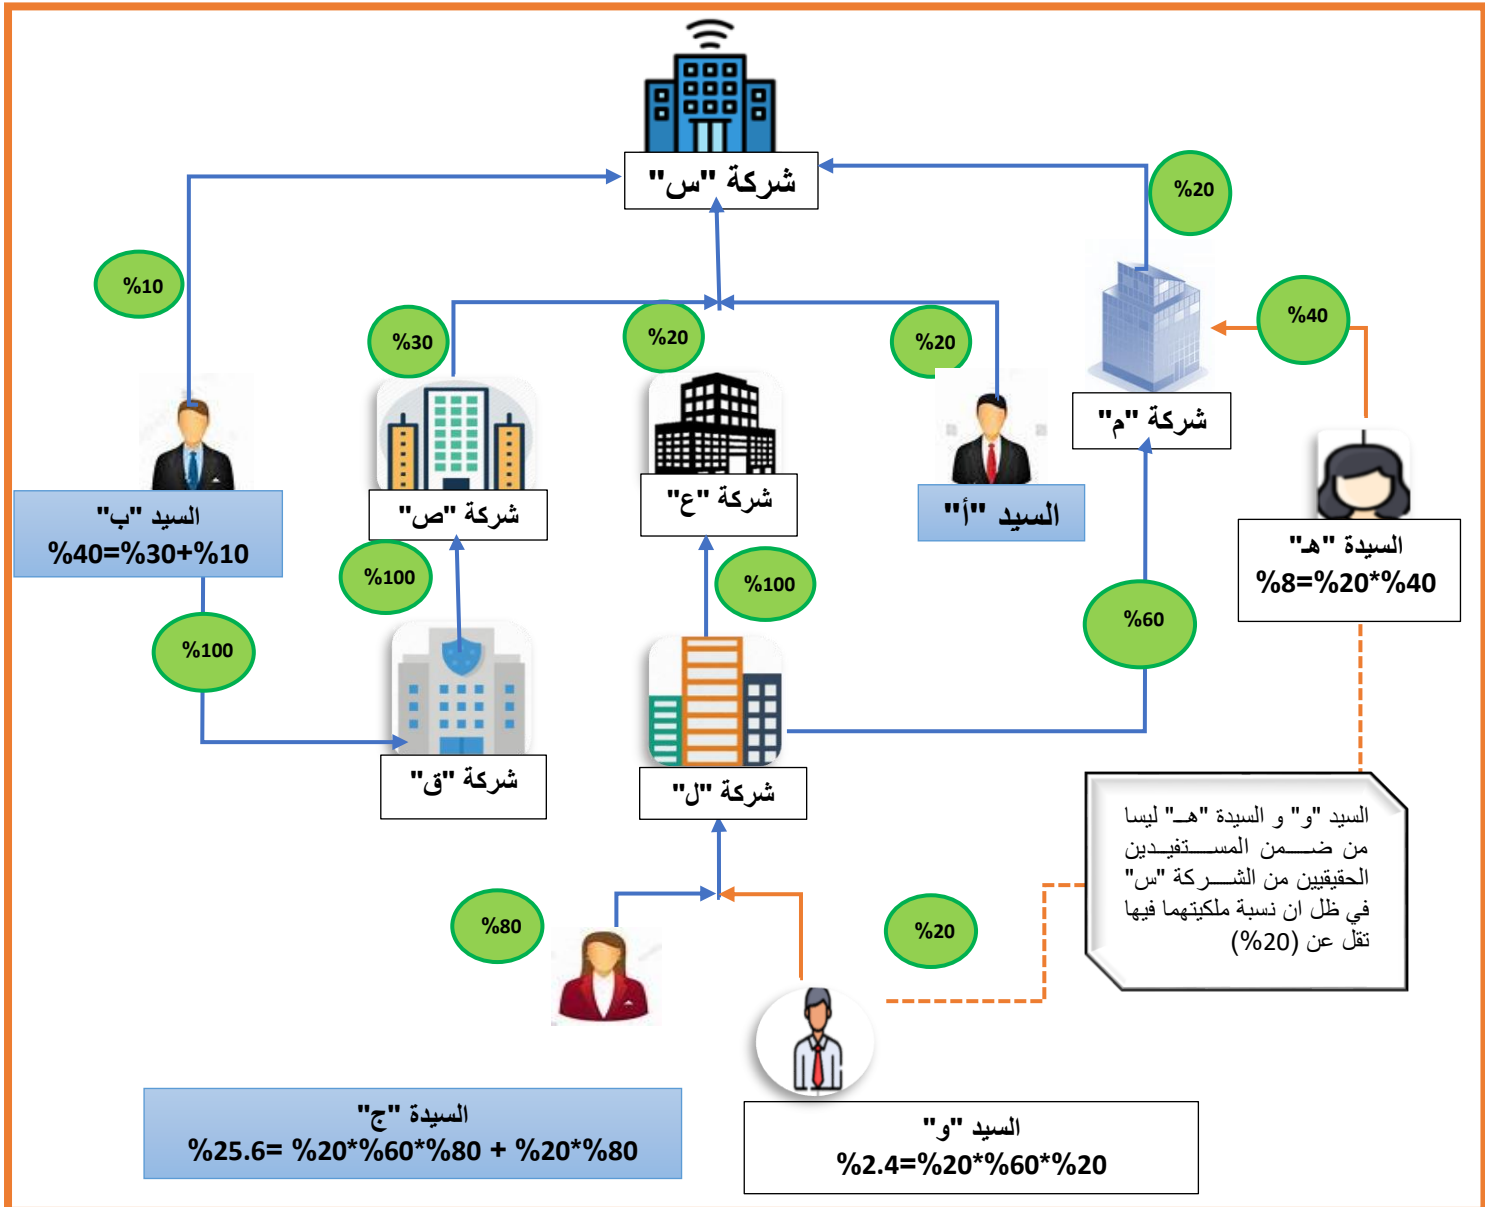 شركة "س"
%20
%10
%40
%30
%20
%20
شركة "م"
السيد "ب"
%40=%30+%10
شركة "ص"
شركة "ع"
السيد "أ"
السيدة "هـ"
%8=%20*%40
%100
%100
%60
%100
شركة "ق"
شركة "ل"
السيد "و" و السيدة "هـ" ليسا
من ضمن المستفيدين
الحقيقيين من الشركة "س"
في ظل ان نسبة ملكيتهما فيها
تقل عن (20%)
%80
%20
السيدة "ج"
%25.6= %20*%60*%80 + %20*%80
السيد "و"
%2.4=%20*%60*%20